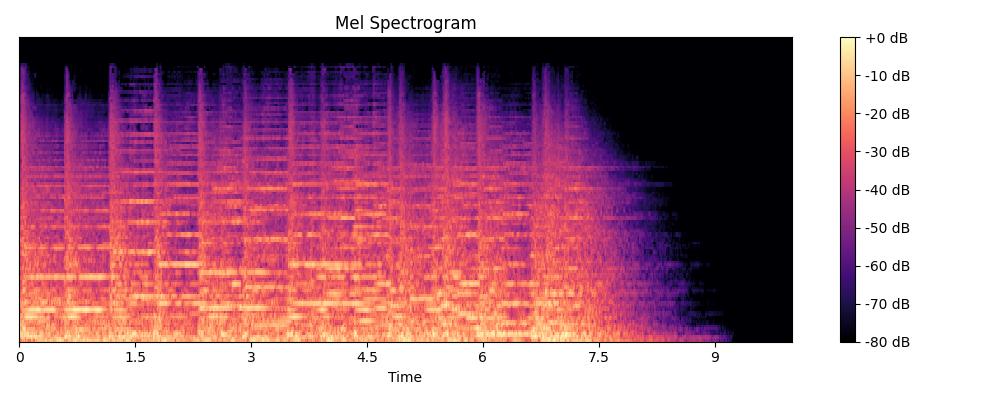 Mel Spectrogram
+0 dB
-10 dB
-20 dB
-30 dB
-40 dB
-50 dB
-60 dB
-70 dB
-80 dB
0 1.5 3 4.5 6 7.5 9
Time